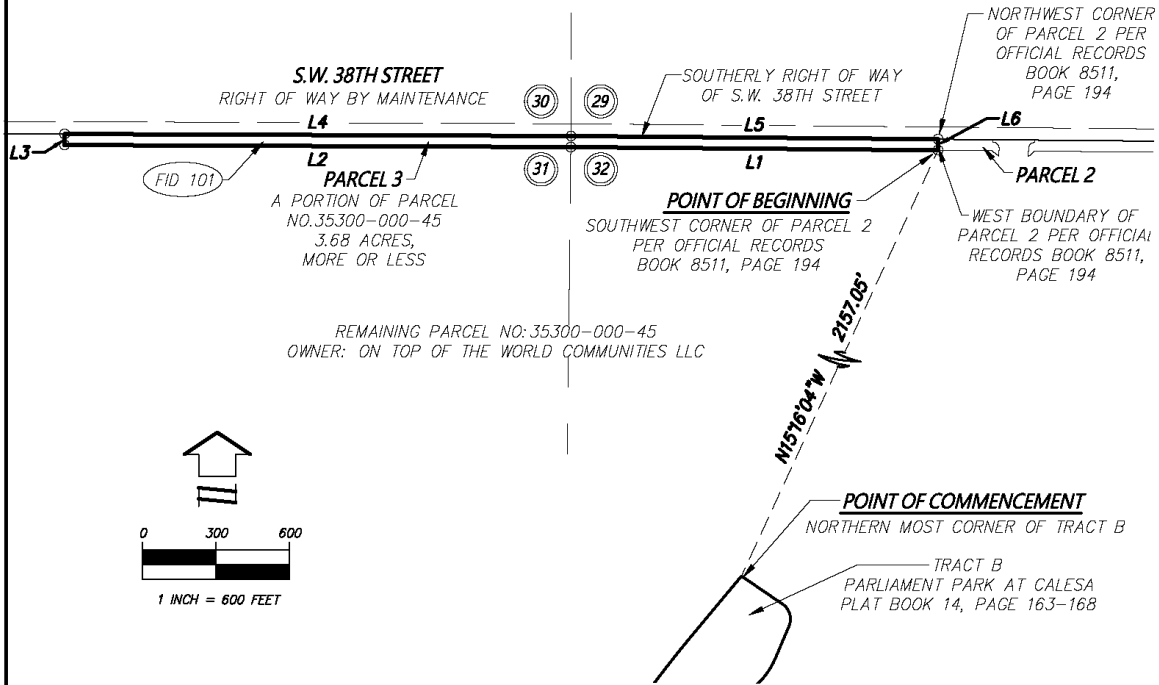 NORTHWEST CORNER
OF PARCEL 2 PER
OFFICIAL RECORDS
BOOK 8511,
PAGE 194
S.W. 38TH STREET
RIGHT OF WAY BY MAINTENANCE
30
29
SOUTHERLY RIGHT OF WAY
OF S.W. 38TH STREET
L4
L5
L6
L3
L2
L1
FID 101
31
32
PARCEL 3
A PORTION OF PARCEL
NO.35300-000-45
3.68 ACRES,
MORE OR LESS
PARCEL 2
POINT OF BEGINNING
SOUTHWEST CORNER OF PARCEL 2
PER OFFICIAL RECORDS
BOOK 8511, PAGE 194
WEST BOUNDARY OF
PARCEL 2 PER OFFICIAL
RECORDS BOOK 8511,
PAGE 194
REMAINING PARCEL NO: 35300-000-45
OWNER: ON TOP OF THE WORLD COMMUNITIES LLC
N15°16'04"W 2157.05'
POINT OF COMMENCEMENT
NORTHERN MOST CORNER OF TRACT B
TRACT B
PARLIAMENT PARK AT CALESA
PLAT BOOK 14, PAGE 163-168
0 300 600
1 INCH = 600 FEET